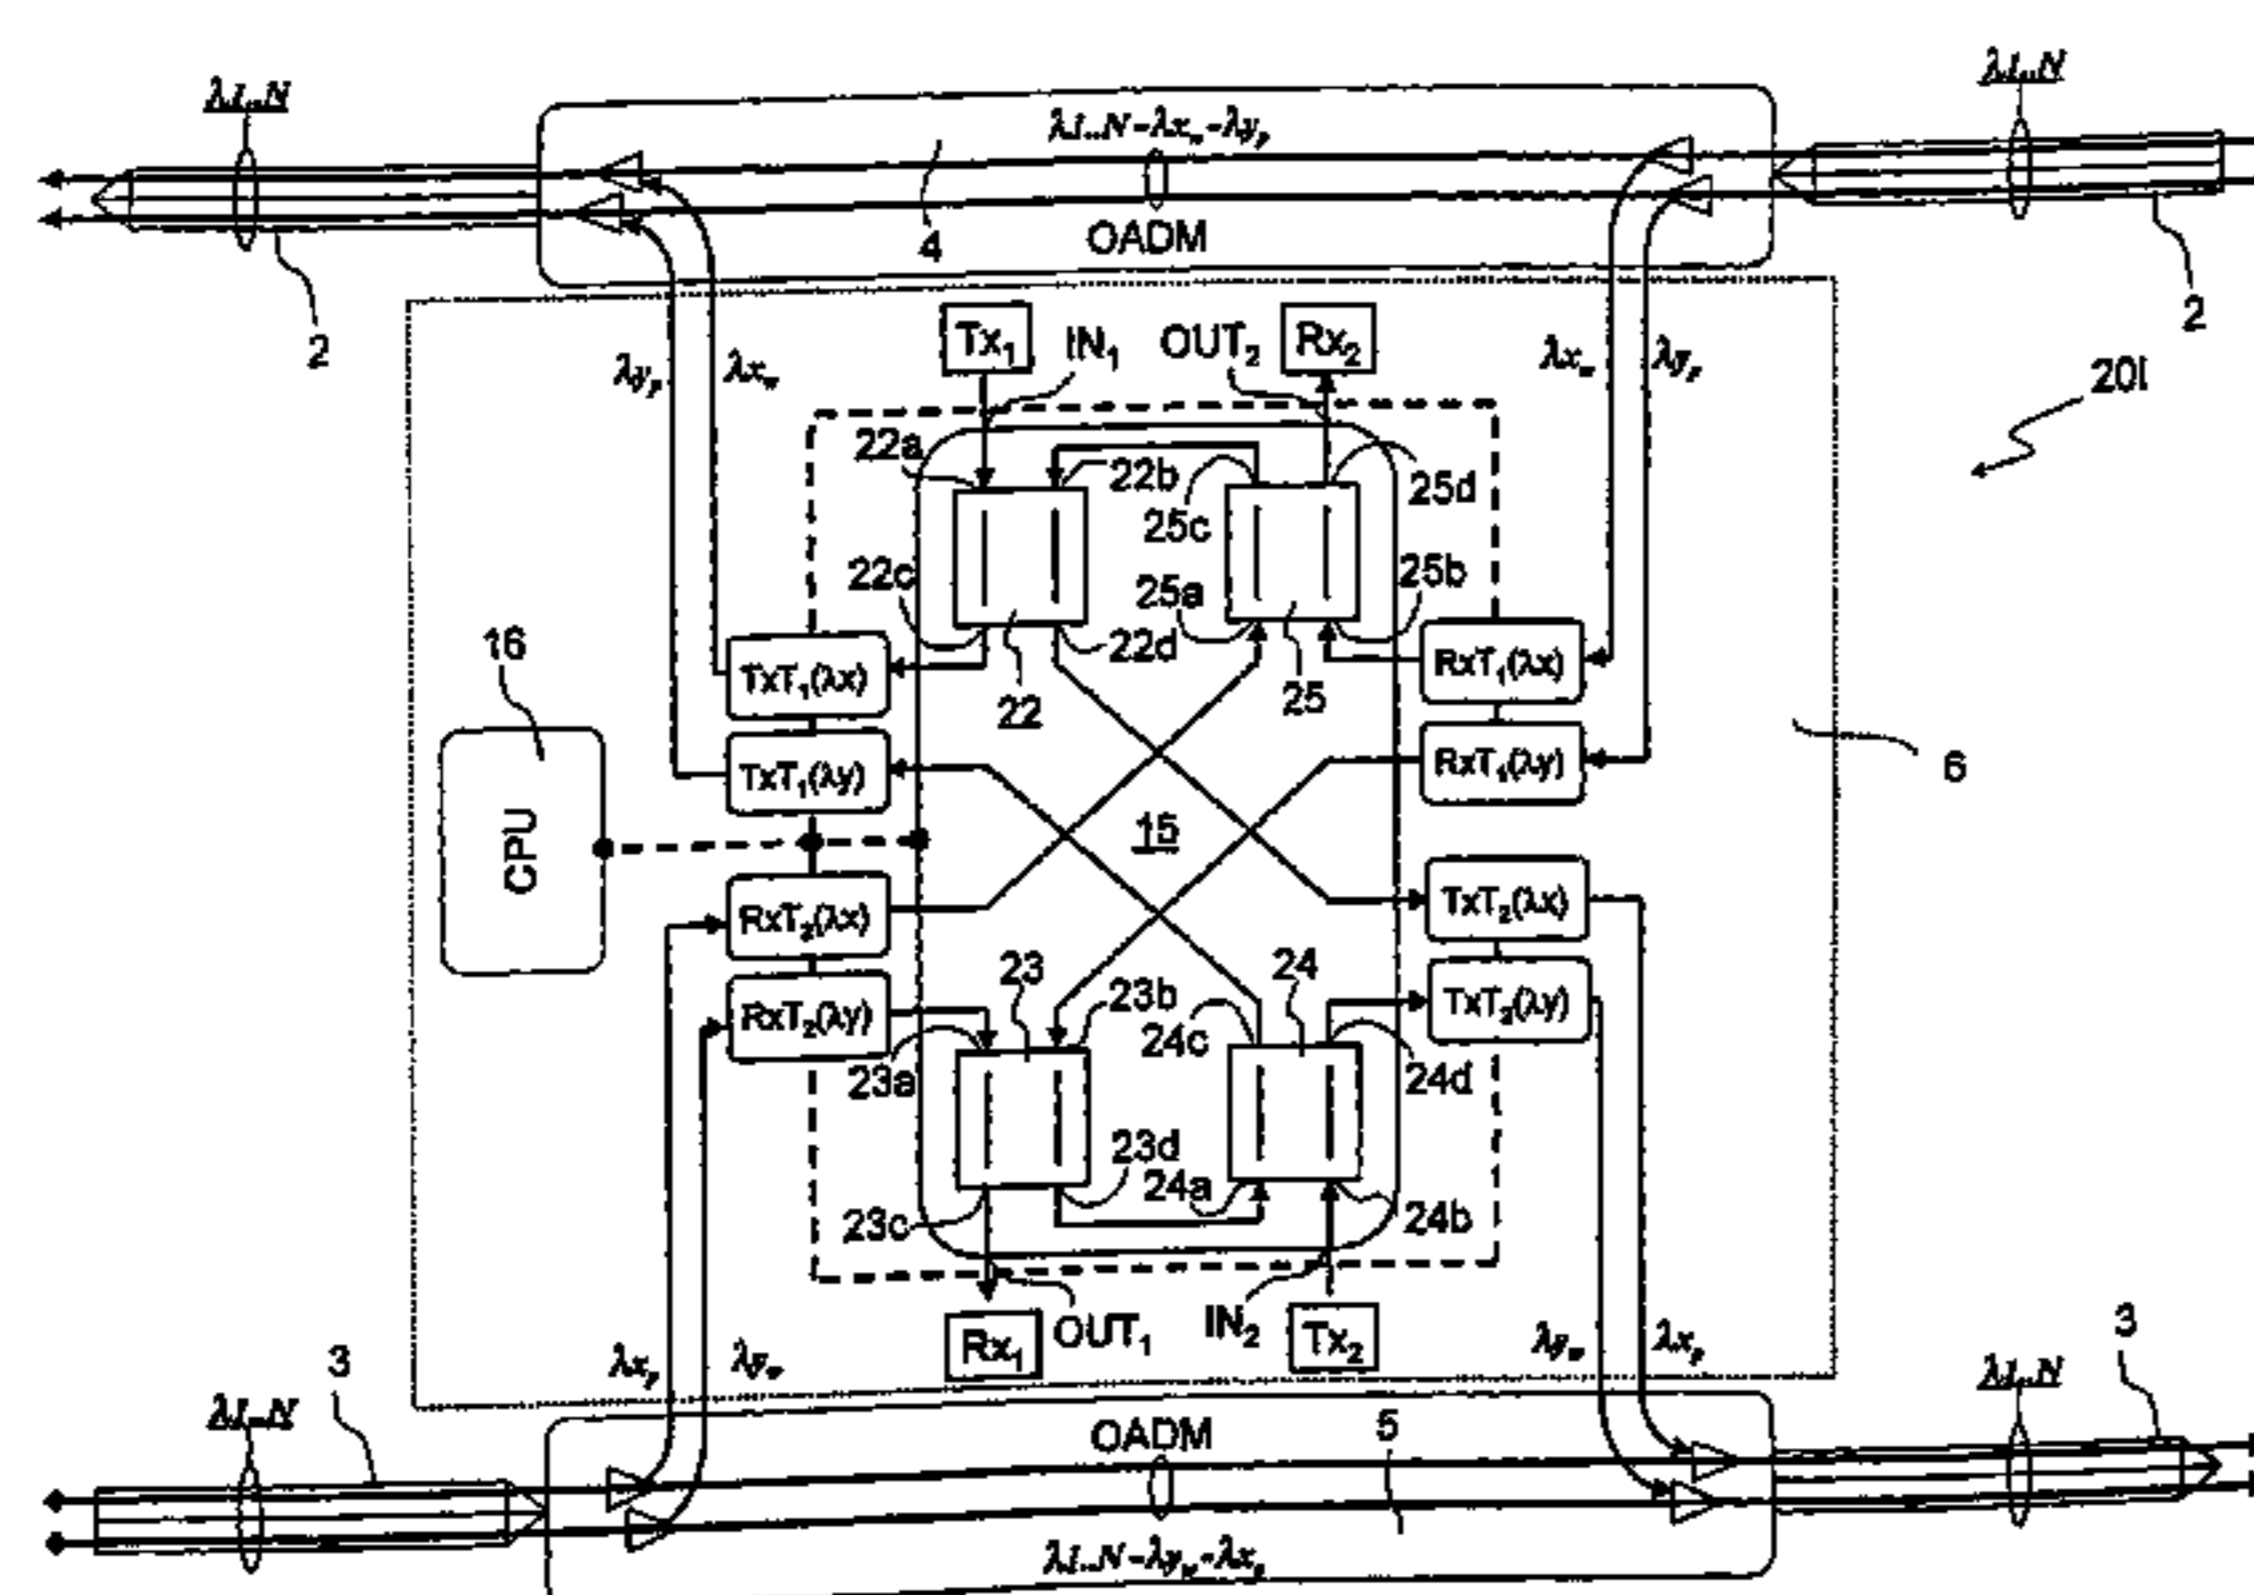 λ1..N
λ1..N
λ1..N-λxw-λyp
4
OADM
2
2
Tx1
IN1
OUT2
Rx2
λyp
λxw
λxw
λyp
20I
22a
22b
25c
25d
22c
25a
25b
22d
16
TxT1(λx)
22
25
RxT1(λx)
TxT1(λy)
RxT1(λy)
6
15
CPU
RxT2(λx)
TxT2(λx)
23
24
RxT2(λy)
23b
24c
TxT2(λy)
23a
24d
23d
24a
23c
24b
OUT1
IN2
Rx1
Tx2
λxp
λyw
λyw
λxp
3
3
λ1..N
λ1..N
OADM
5
λ1..N-λyw-λxp